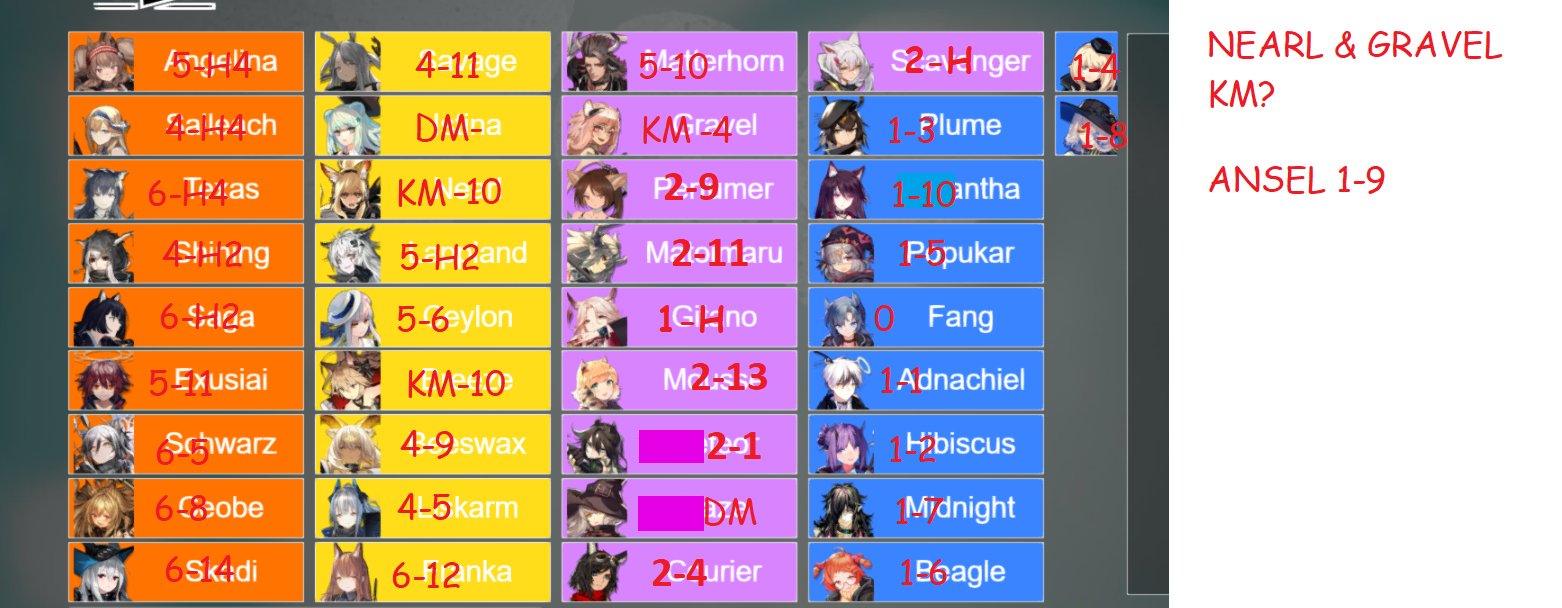 Angelina 5-H4
Savage 4-11
Matterhorn 5-10
Scavenger 2-H
1-4
Saileach 4-H4
DM-
Gravel KM-4
Plume 1-3
1-8
Texas 6-H4
Nearl KM-10
Perfumer 2-9
antha 1-10
Shining 4-H2
Lappland 5-H2
Matoimaru 2-11
Popukar 1-5
Saga 6-H2
Ceylon 5-6
Gitano 1-H
Fang 0
Exusiai 5-11
KM-10
Mousse 2-13
Adnachiel 1-1
Schwarz 6-5
Beeswax 4-9
2-1
Hibiscus 1-2
Ceobe 6-8
Liskarm 4-5
DM
Midnight 1-7
Skadi 6-14
Franka 6-12
Courier 2-4
Beagle 1-6
NEARL & GRAVEL
KM?
ANSEL 1-9